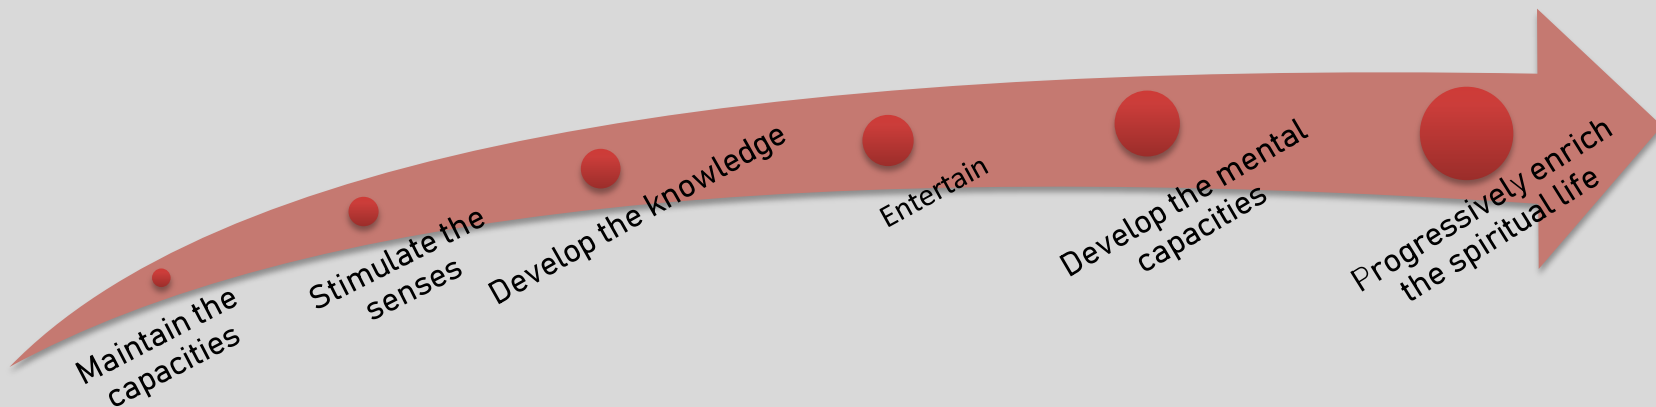 Maintain the
capacities
Stimulate the
senses
Develop the knowledge
Entertain
Develop the mental
capacities
Progressively enrich
the spiritual life